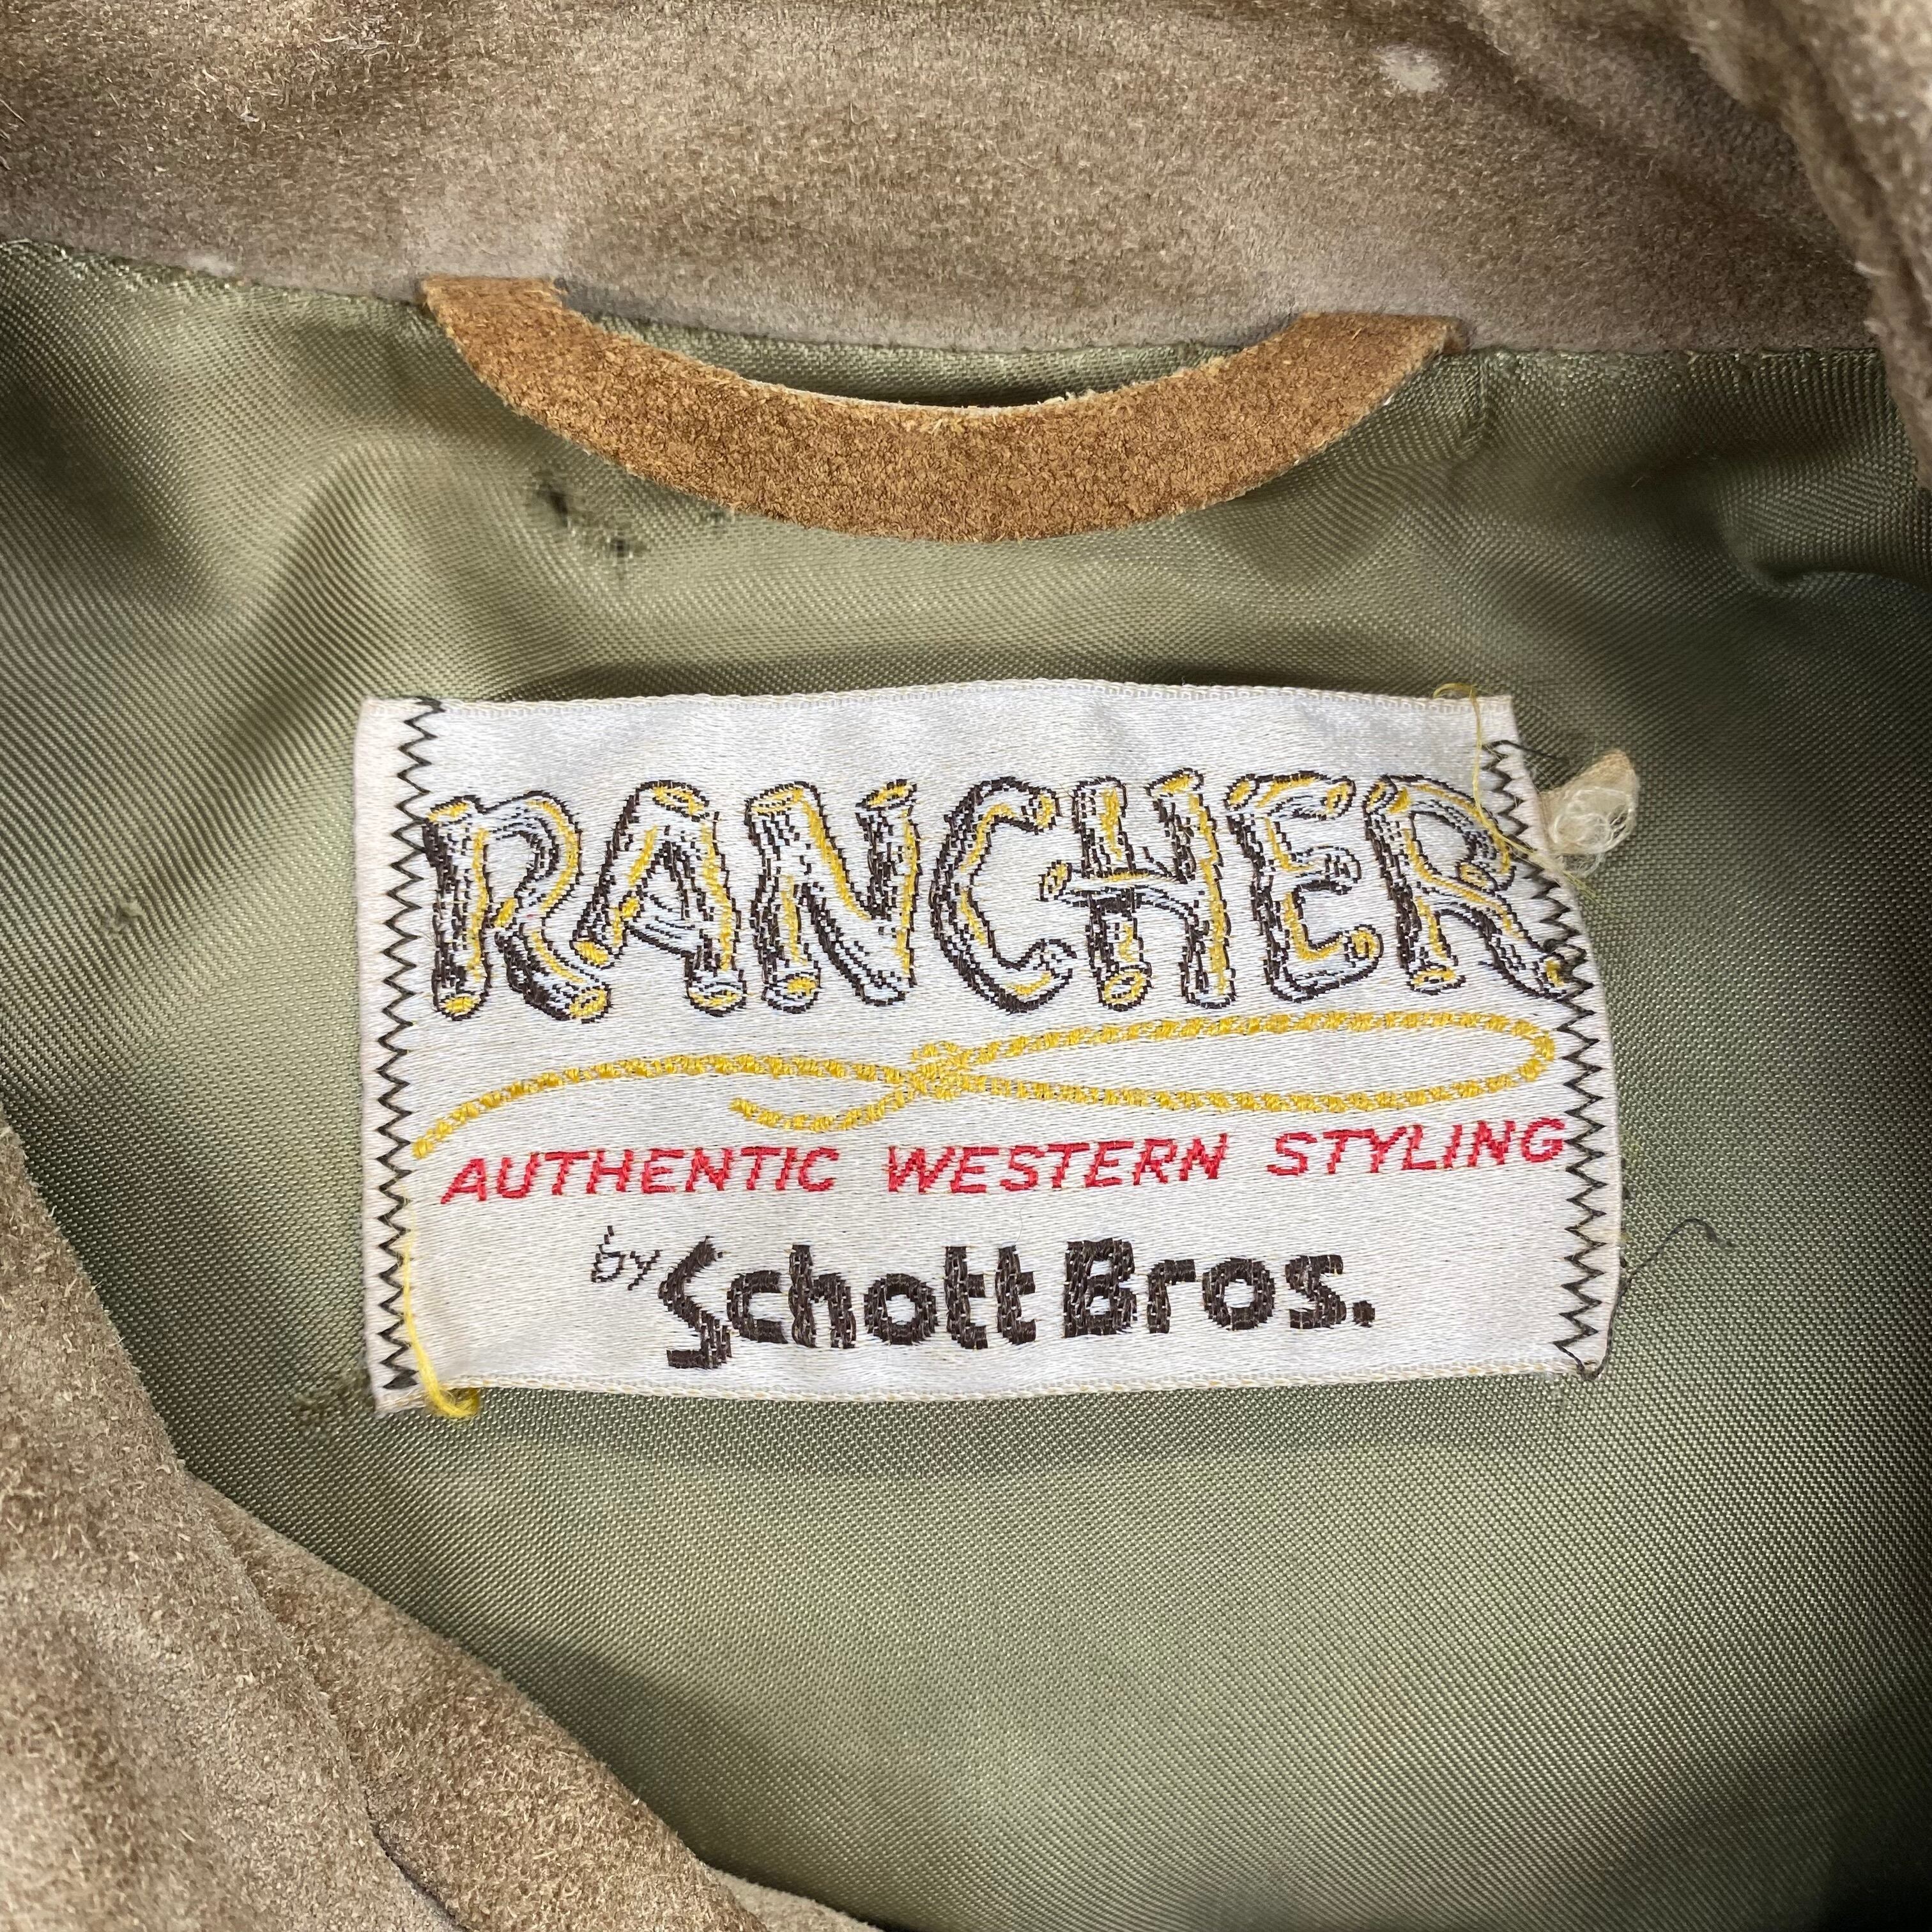 RANCHER
AUTHENTIC WESTERN STYLING
by Schott Bros.